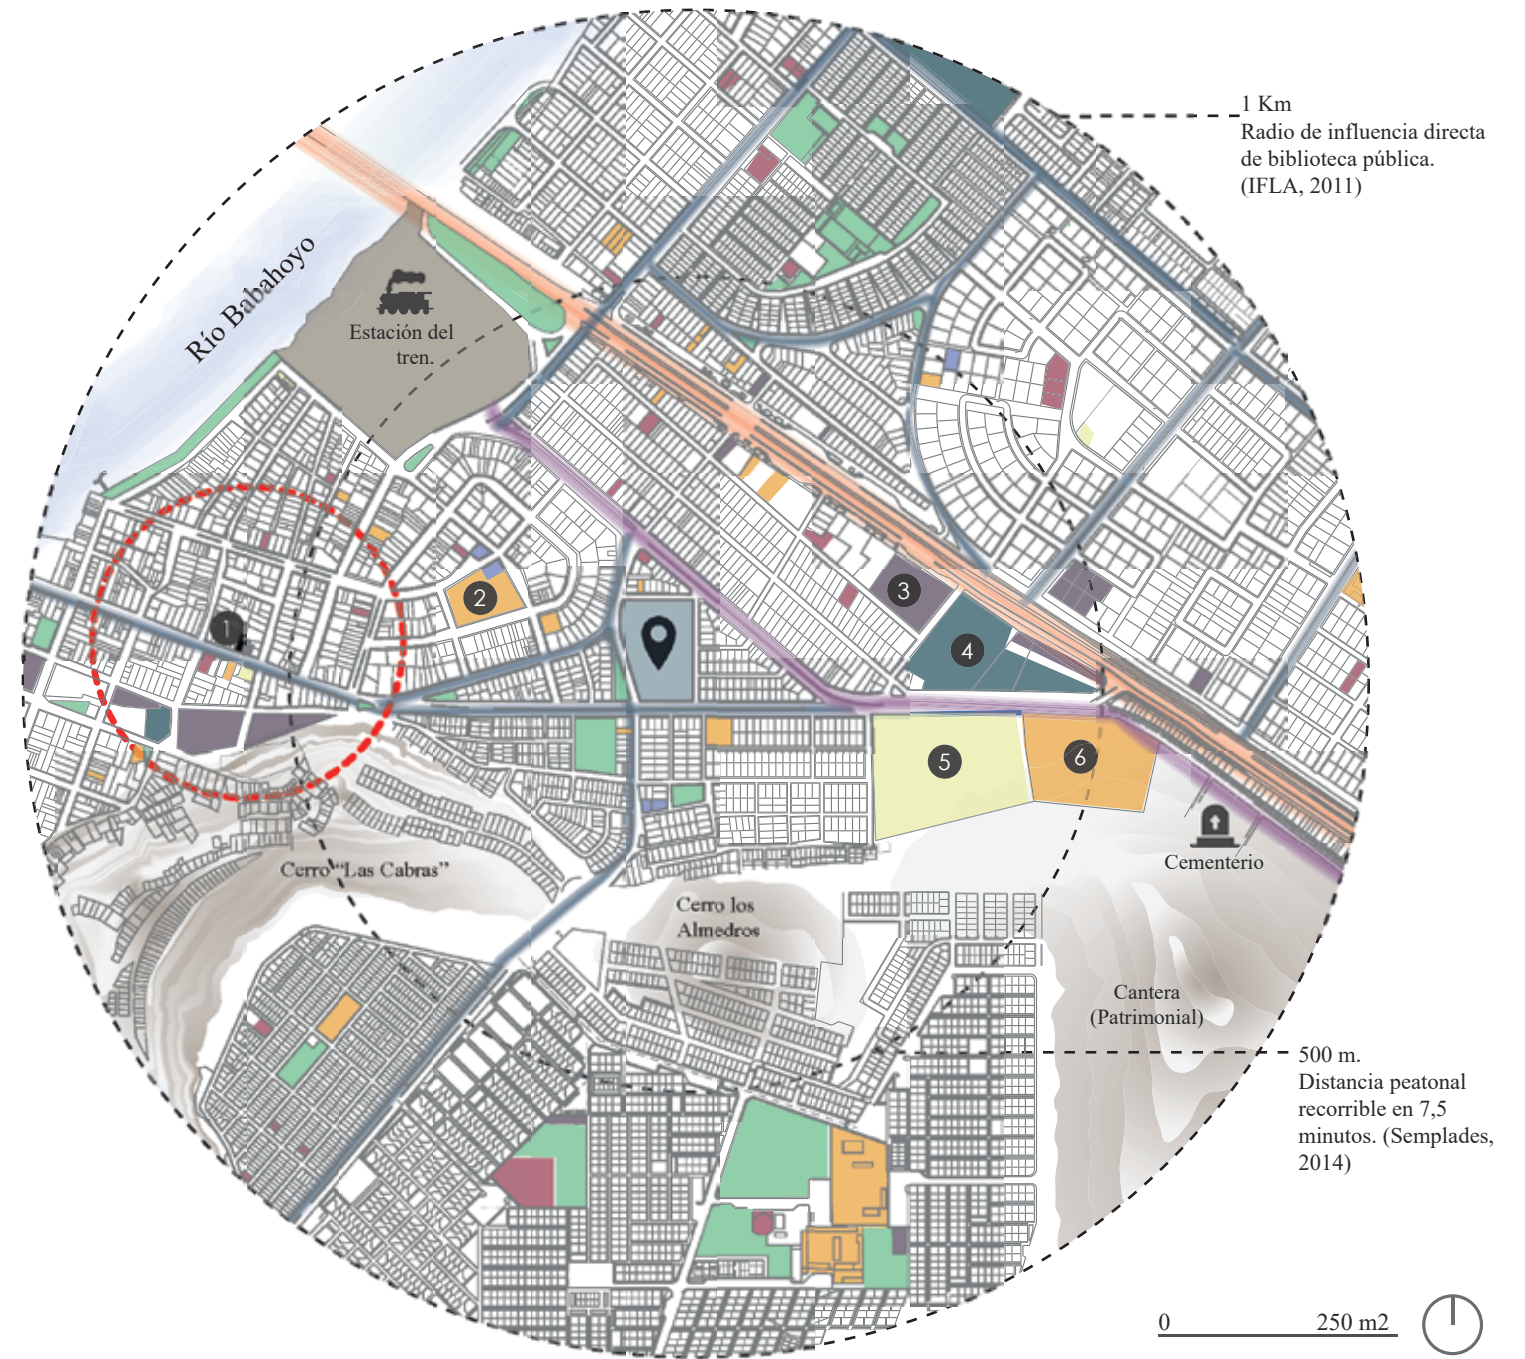 1 Km
Radio de influencia directa
de biblioteca pública.
(IFLA, 2011)
Río Babahoyo
Estación del
tren.
1
2
3
4
5
6
Cementerio
Cerro "Las Cabras"
Cerro los
Almedros
Cantera
(Patrimonial)
500 m.
Distancia peatonal
recorrible en 7,5
minutos. (Semplades,
2014)
0 250 m2